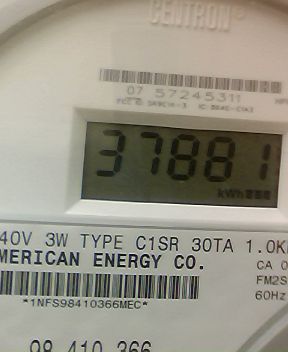 CENTRON®
07 57245311
37881
kWh
40V 3W TYPE C1SR 30TA 1.0K
MERICAN ENERGY CO.
CA 0
FM2S
60Hz
*1NFS98410366MEC*
98 410 366